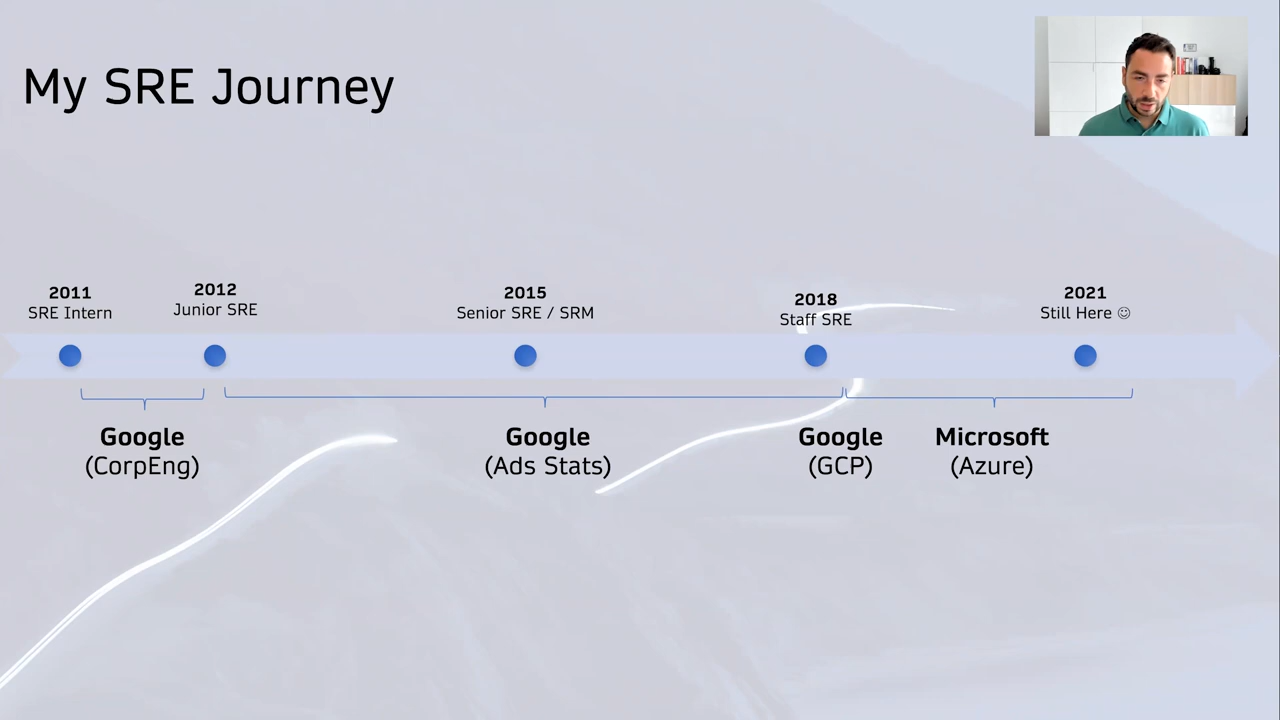 My SRE Journey
2011
SRE Intern
2012
Junior SRE
2015
Senior SRE / SRM
2018
Staff SRE
2021
Still Here ☺
Google
(CorpEng)
Google
(Ads Stats)
Google
(GCP)
Microsoft
(Azure)